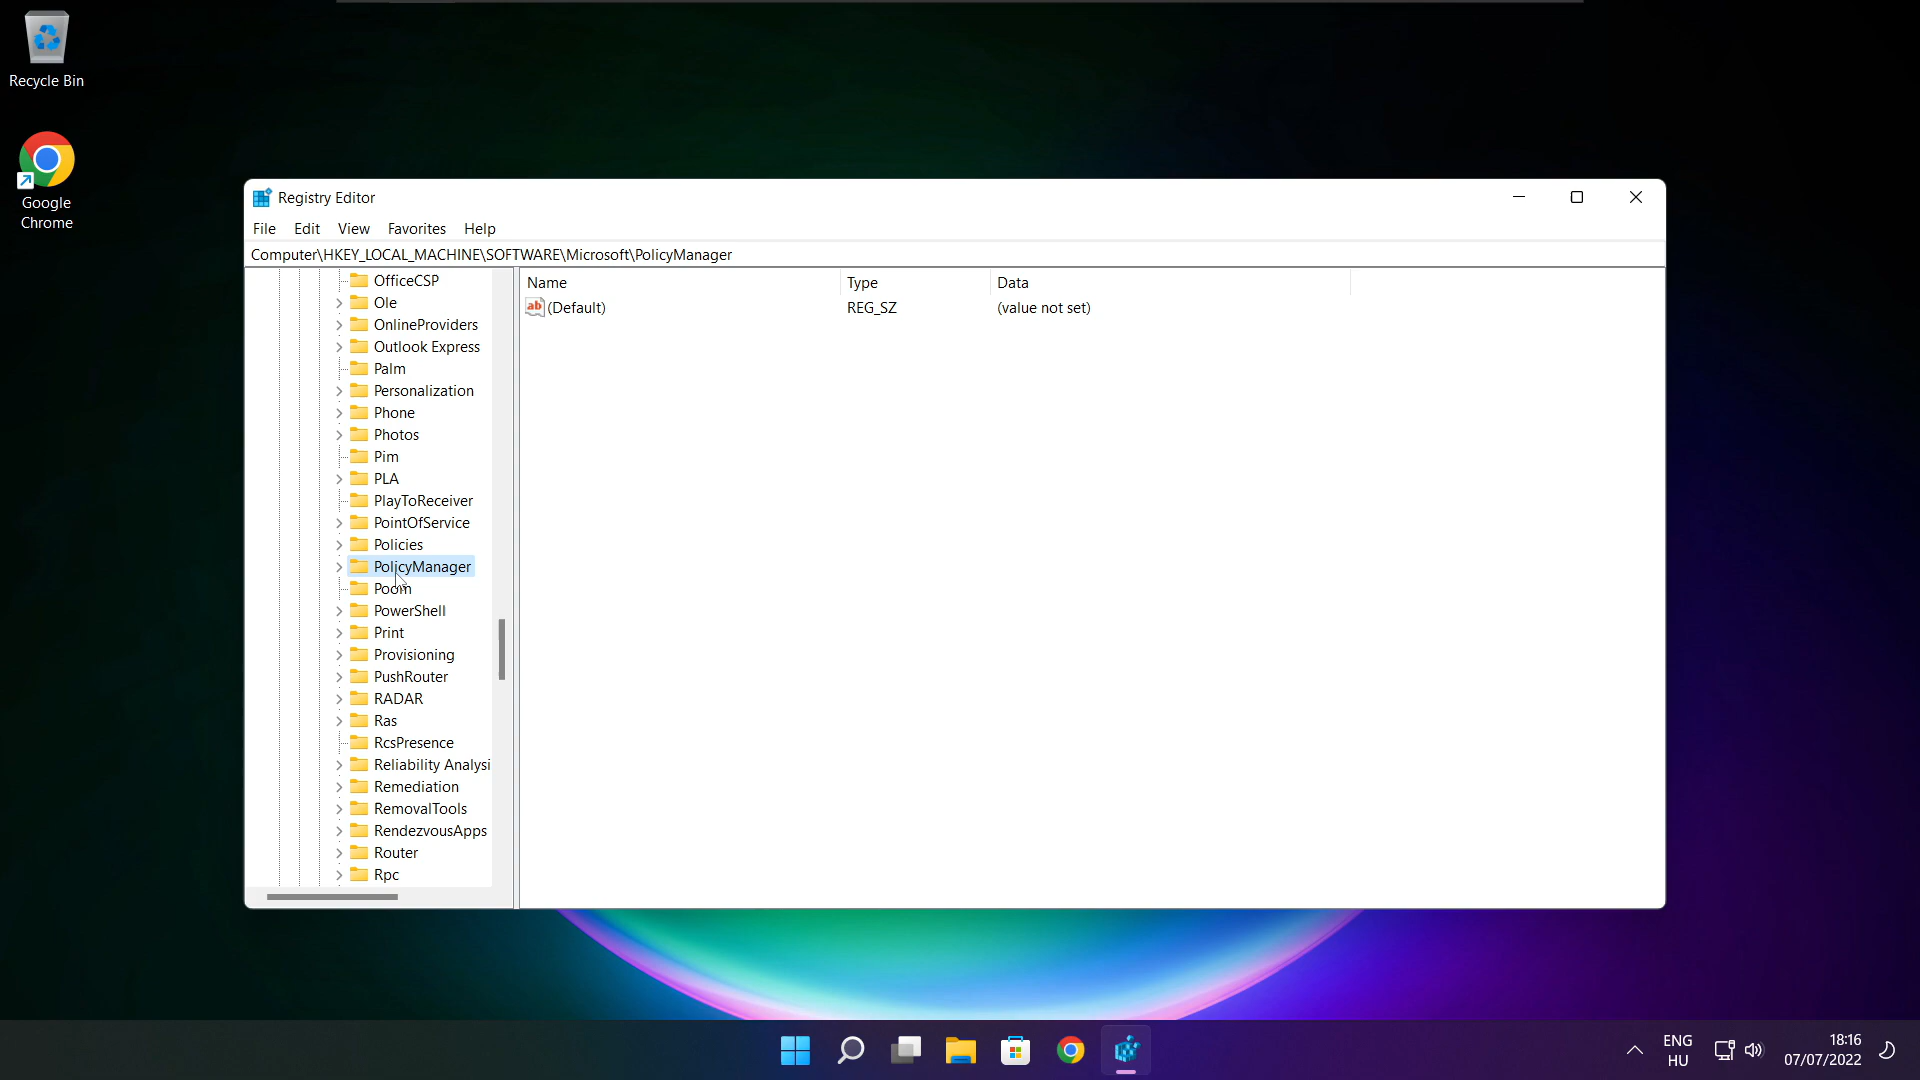 Recycle Bin
Google
Chrome
Registry Editor
File Edit View Favorites Help
Computer\HKEY_LOCAL_MACHINE\SOFTWARE\Microsoft\PolicyManager
OfficeCSP
Ole
OnlineProviders
Outlook Express
Palm
Personalization
Phone
Photos
Pim
PLA
PlayToReceiver
PointOfService
Policies
PolicyManager
Poom
PowerShell
Print
Provisioning
PushRouter
RADAR
Ras
RcsPresence
Reliability Analysi
Remediation
RemovalTools
RendezvousApps
Router
Rpc
Name Type Data
ab (Default) REG_SZ (value not set)
ENG
HU
18:16
07/07/2022